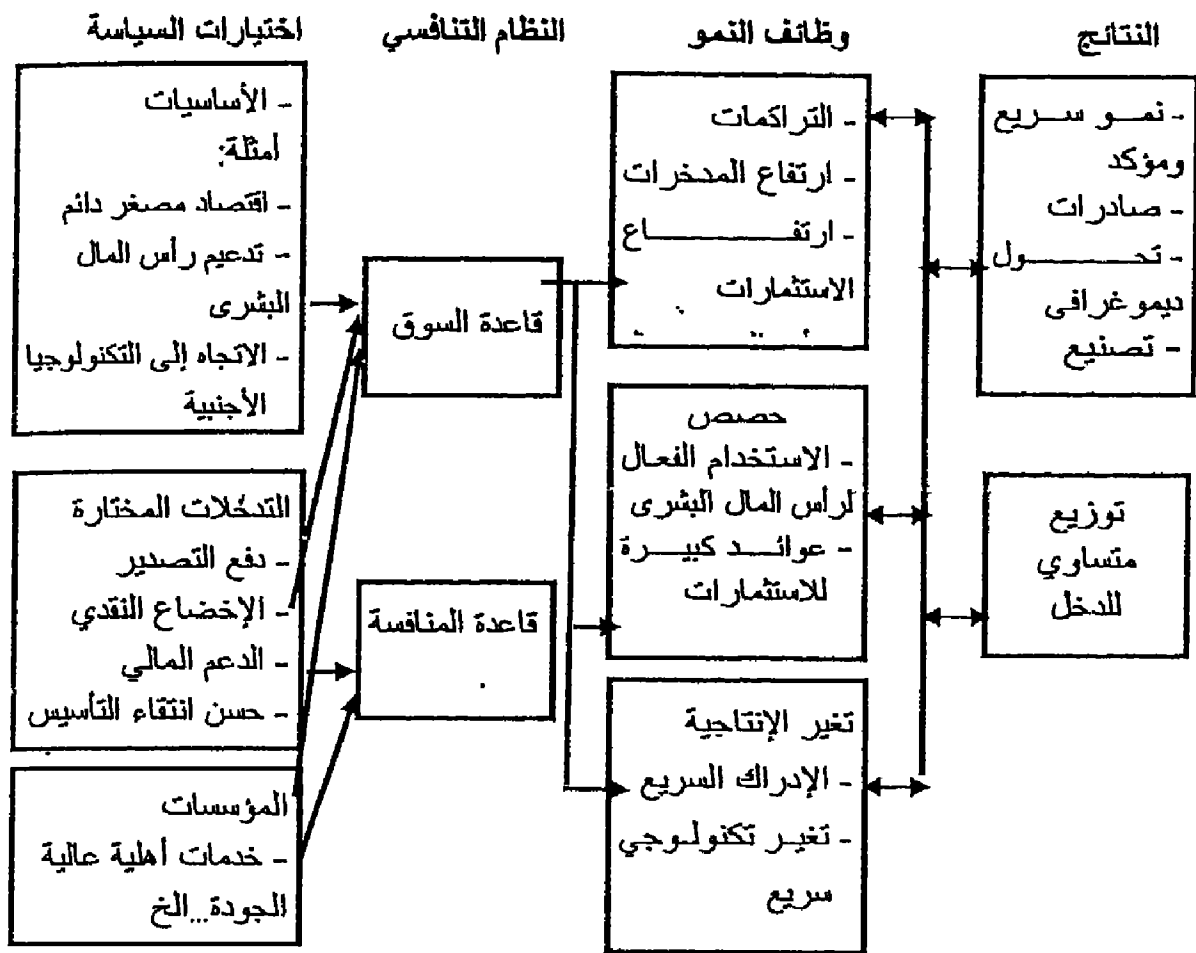 اختيارات السياسة
النظام التنافسي
وظائف النمو
النتائج
- الأساسيات
أمثلة:
- اقتصاد مصغر دائم
- تدعيم رأس المال
البشرى
- الاتجاه إلى التكنولوجيا
الأجنبية
التدخلات المختارة
- دفع التصدير
- الإخضاع النقدي
- الدعم المالي
- حسن انتقاء التأسيس
المؤسسات
- خدمات أهلية عالية
الجودة...الخ
قاعدة السوق
قاعدة المنافسة
- التراكمات
- ارتفاع المدخرات
- ارتفاع
الاستثمارات
حصص
- الاستخدام الفعال
لرأس المال البشرى
- عوائد كبيرة
للاستثمارات
تغير الإنتاجية
- الإدراك السريع
- تغير تكنولوجي
سريع
- نمو سريع
ومؤكد
- صادرات
- تحول
ديموغرافى
- تصنيع
توزيع
متساوي
للدخل